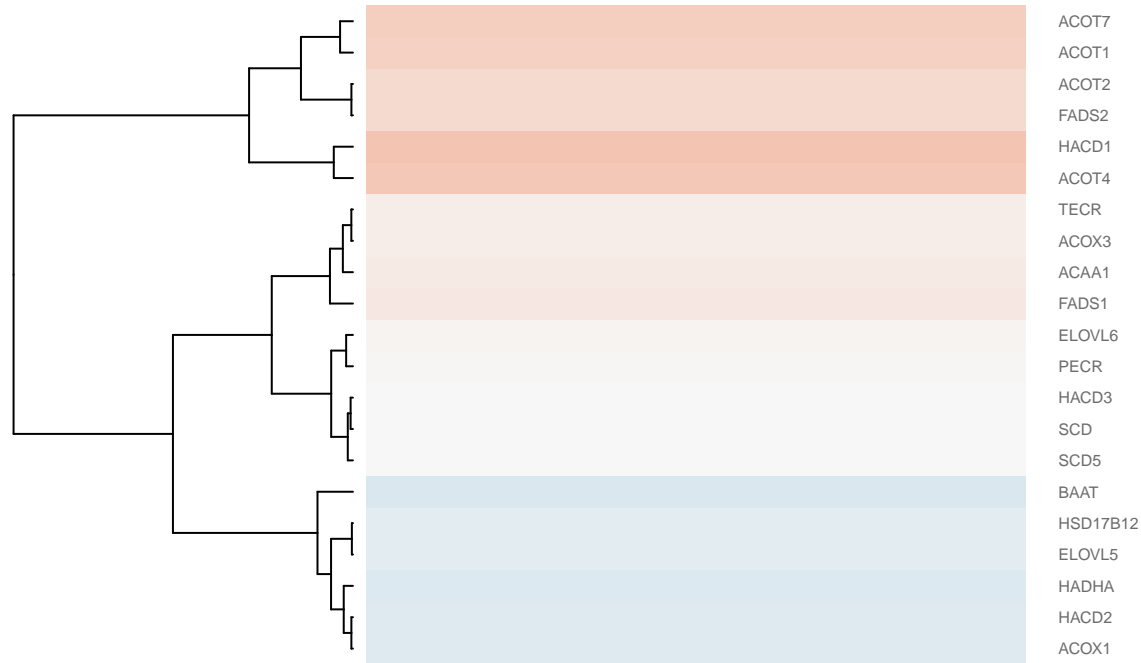 ACOT7
ACOT1
ACOT2
FADS2
HACD1
ACOT4
TECR
ACOX3
ACAA1
FADS1
ELOVL6
PECR
HACD3
SCD
SCD5
BAAT
HSD17B12
ELOVL5
HADHA
HACD2
ACOX1